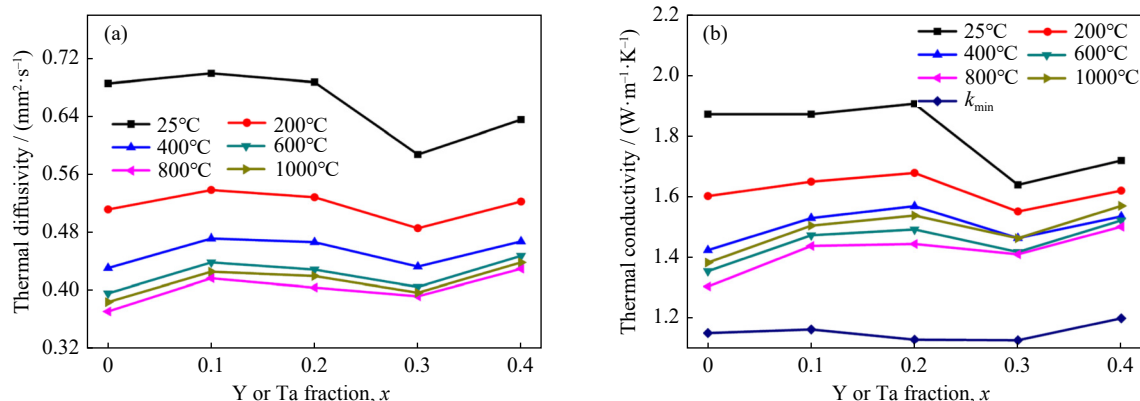 (a)
Thermal diffusivity / (mm²·s⁻¹)
0.72
0.64
0.56
0.48
0.40
0.32
25℃ 200℃
400℃ 600℃
800℃ 1000℃
0 0.1 0.2 0.3 0.4
Y or Ta fraction, x
(b)
Thermal conductivity / (W·m⁻¹·K⁻¹)
2.2
2.0
1.8
1.6
1.4
1.2
25℃ 200℃
400℃ 600℃
800℃ 1000℃
k_min
0 0.1 0.2 0.3 0.4
Y or Ta fraction, x